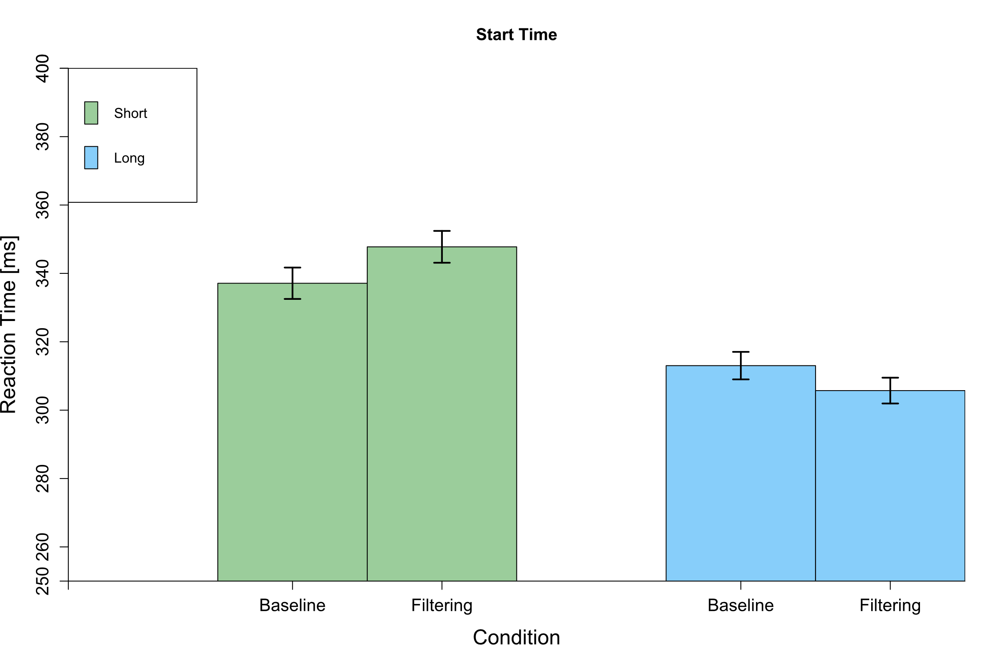 Start Time
Short
Long
Reaction Time [ms]
400
380
360
340
320
300
280
260
250
Baseline
Filtering
Baseline
Filtering
Condition